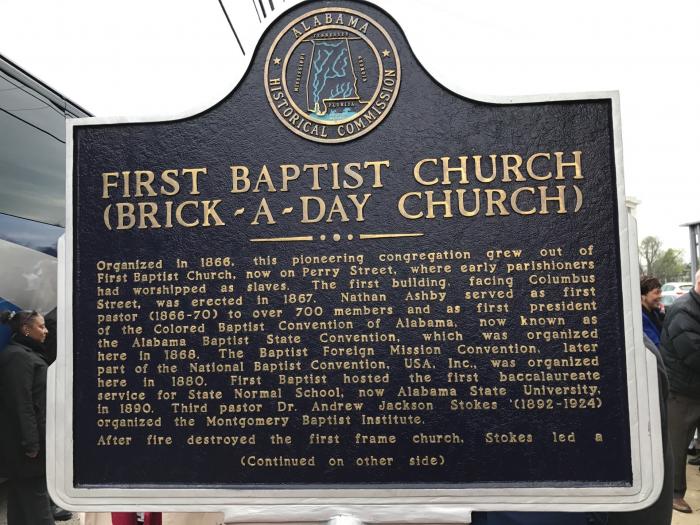 ALABAMA
HISTORICAL COMMISSION
TENNESSEE
MISSISSIPPI
GEORGIA
FLORIDA
FIRST BAPTIST CHURCH
(BRICK-A-DAY CHURCH)
Organized in 1866, this pioneering congregation grew out of
First Baptist Church, now on Perry Street, where early parishioners
had worshipped as slaves. The first building, facing Columbus
Street, was erected in 1867. Nathan Ashby served as first
pastor (1866-70) to over 700 members and as first president
of the Colored Baptist Convention of Alabama, now known as
the Alabama Baptist State Convention, which was organized
here in 1868. The Baptist Foreign Mission Convention, later
part of the National Baptist Convention, USA, Inc., was organized
here in 1880. First Baptist hosted the first baccalaureate
service for State Normal School, now Alabama State University,
in 1890. Third pastor Dr. Andrew Jackson Stokes (1892-1924)
organized the Montgomery Baptist Institute.
After fire destroyed the first frame church, Stokes led a
(Continued on other side)